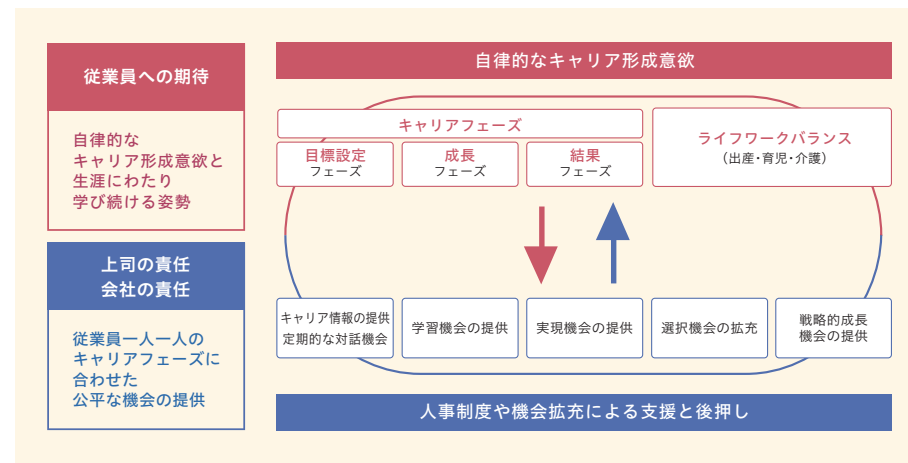 従業員への期待
自律的な
キャリア形成意欲と
生涯にわたり
学び続ける姿勢
上司の責任
会社の責任
従業員一人一人の
キャリアフェーズに
合わせた
公平な機会の提供
自律的なキャリア形成意欲
キャリアフェーズ
目標設定
フェーズ
成長
フェーズ
結果
フェーズ
ライフワークバランス
（出産・育児・介護）
キャリア情報の提供
定期的な対話機会
学習機会の提供
実現機会の提供
選択機会の拡充
戦略的成長
機会の提供
人事制度や機会拡充による支援と後押し